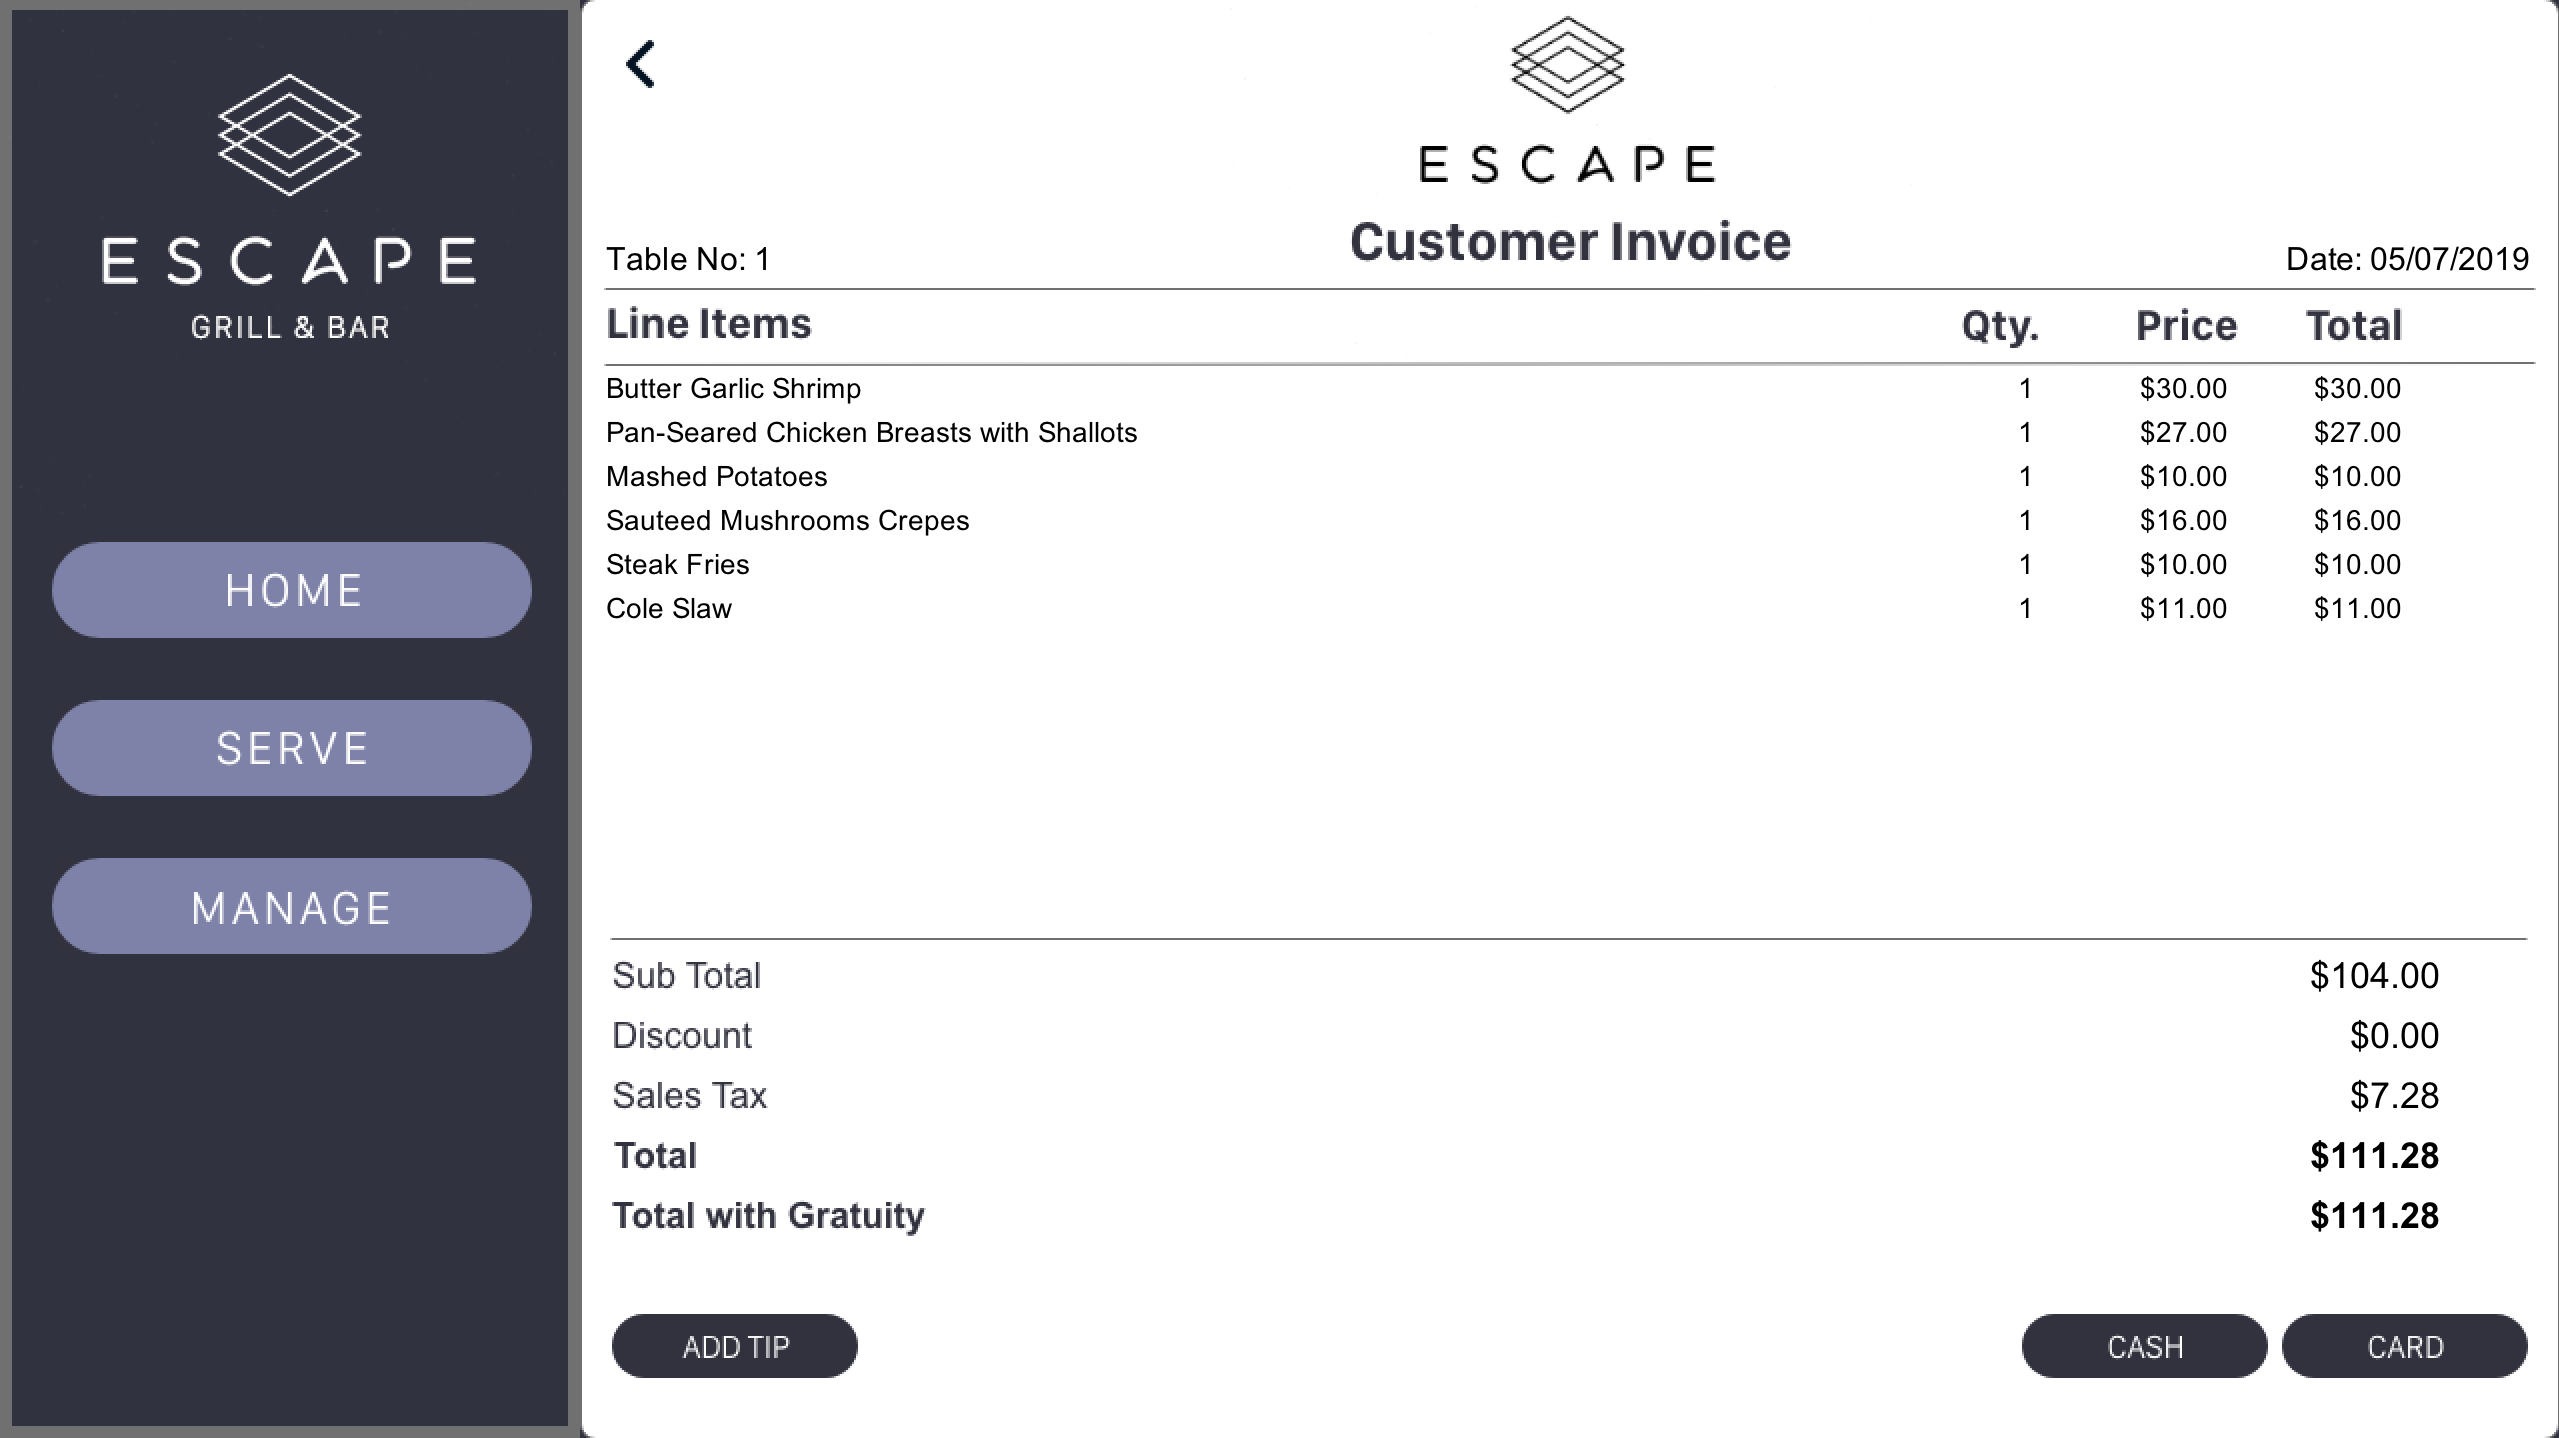 ESCAPE
GRILL & BAR
HOME
SERVE
MANAGE
ESCAPE
Customer Invoice
Table No: 1
Date: 05/07/2019
Line Items Qty. Price Total
Butter Garlic Shrimp 1 $30.00 $30.00
Pan-Seared Chicken Breasts with Shallots 1 $27.00 $27.00
Mashed Potatoes 1 $10.00 $10.00
Sauteed Mushrooms Crepes 1 $16.00 $16.00
Steak Fries 1 $10.00 $10.00
Cole Slaw 1 $11.00 $11.00
Sub Total $104.00
Discount $0.00
Sales Tax $7.28
Total $111.28
Total with Gratuity $111.28
ADD TIP CASH CARD